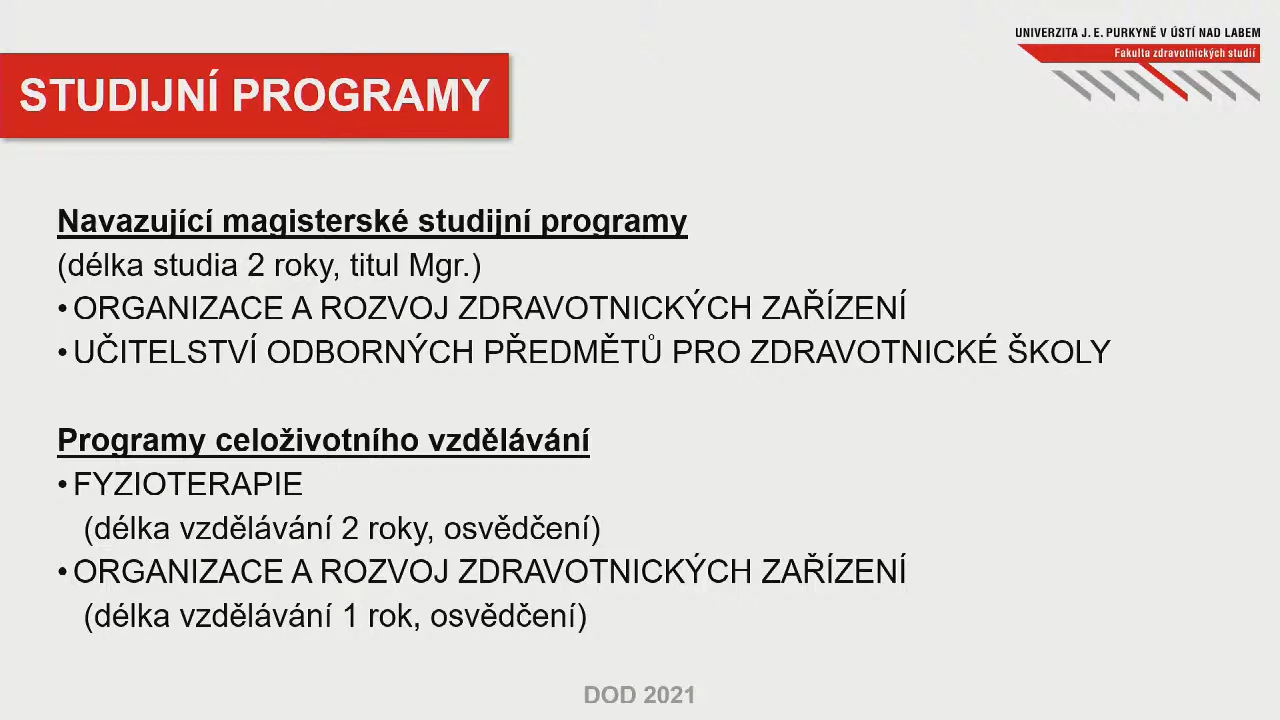 UNIVERZITA J. E. PURKYNĚ V ÚSTÍ NAD LABEM
Fakulta zdravotnických studií
STUDIJNÍ PROGRAMY
Navazující magisterské studijní programy
(délka studia 2 roky, titul Mgr.)
•ORGANIZACE A ROZVOJ ZDRAVOTNICKÝCH ZAŘÍZENÍ
•UČITELSTVÍ ODBORNÝCH PŘEDMĚTŮ PRO ZDRAVOTNICKÉ ŠKOLY
Programy celoživotního vzdělávání
•FYZIOTERAPIE
(délka vzdělávání 2 roky, osvědčení)
•ORGANIZACE A ROZVOJ ZDRAVOTNICKÝCH ZAŘÍZENÍ
(délka vzdělávání 1 rok, osvědčení)
DOD 2021